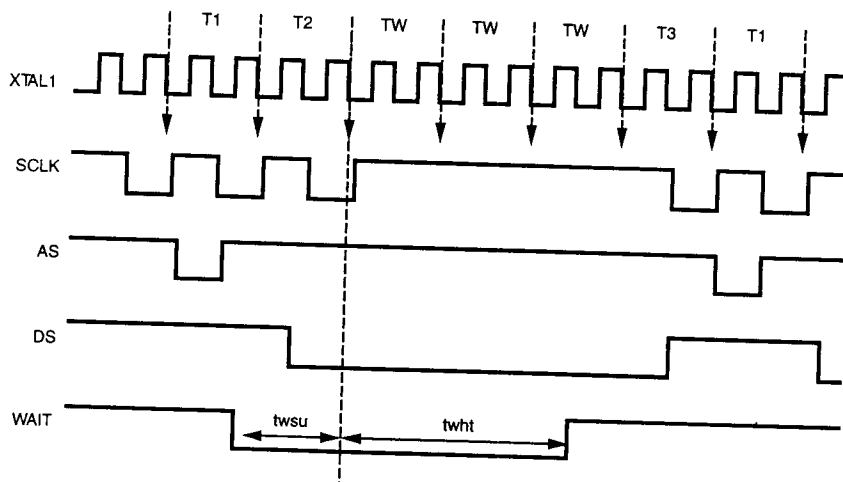 T1 T2 TW TW TW T3 T1
XTAL1
SCLK
AS
DS
WAIT
twsu twht